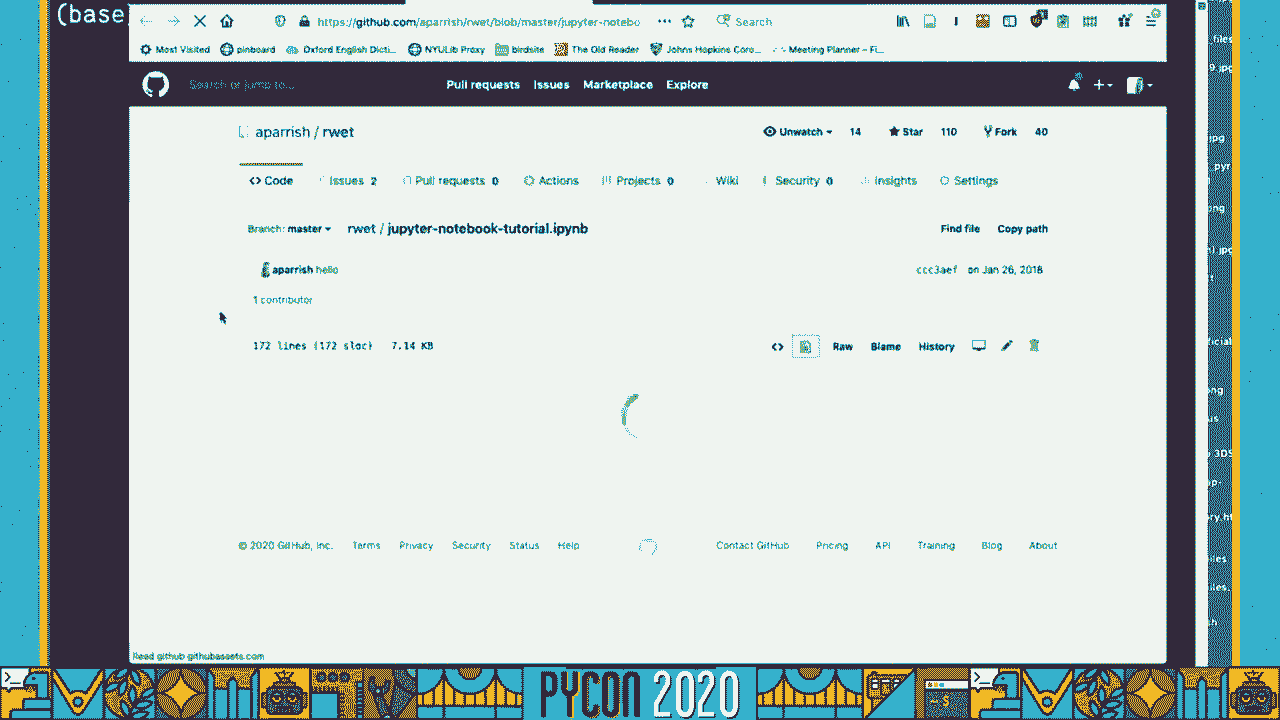 (base
https://github.com/aparrish/rwet/blob/master/jupyter-notebo
Search
Most Visited pinboard Oxford English Dicti... NYULib Proxy birdsite The Old Reader Johns Hopkins Coro... Meeting Planner – Fi...
Search or jump to...
Pull requests Issues Marketplace Explore
aparrish / rwet
Unwatch 14 Star 110 Fork 40
Code Issues 2 Pull requests 0 Actions Projects 0 Wiki Security 0 Insights Settings
Branch: master rwet / jupyter-notebook-tutorial.ipynb Find file Copy path
aparrish hello ccc3aef on Jan 26, 2018
1 contributor
172 lines (172 sloc) 7.14 KB <> Raw Blame History
© 2020 GitHub, Inc. Terms Privacy Security Status Help Contact GitHub Pricing API Training Blog About
Read github.githubassets.com
PYCON 2020